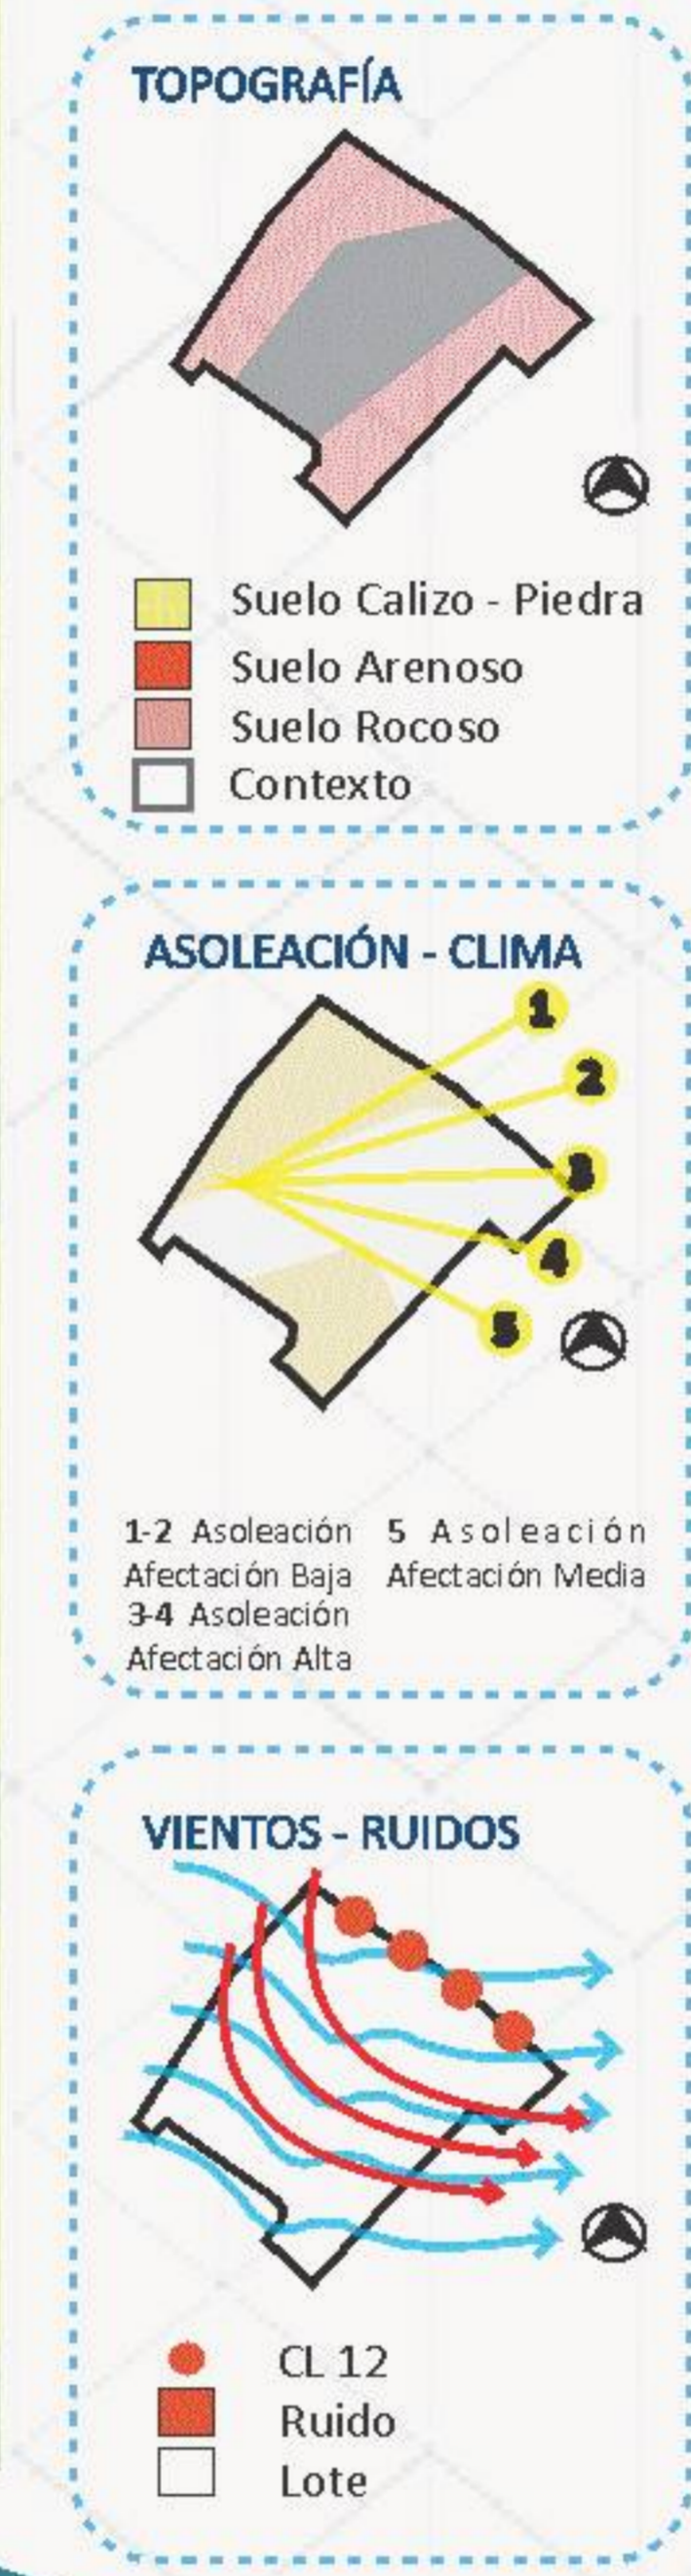 TOPOGRAFÍA
Suelo Calizo - Piedra
Suelo Arenoso
Suelo Rocoso
Contexto
ASOLEACIÓN - CLIMA
1
2
3
4
5
1-2 Asoleación
Afectación Baja
3-4 Asoleación
Afectación Alta
5 Asoleación
Afectación Media
VIENTOS - RUIDOS
CL 12
Ruido
Lote